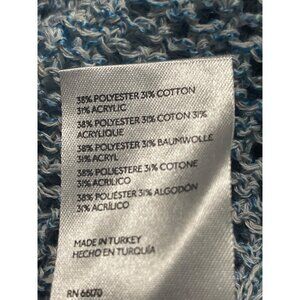 38% POLYESTER 31% COTTON
31% ACRYLIC
38% POLYESTER 31% COTON 31%
ACRYLIQUE
38% POLYESTER 31% BAUMWOLLE
31% ACRYL
38% POLIESTERE 31% COTONE
31% ACRILICO
38% POLIÉSTER 31% ALGODÓN
31% ACRÍLICO
MADE IN TURKEY
HECHO EN TURQUÍA
RN 66170